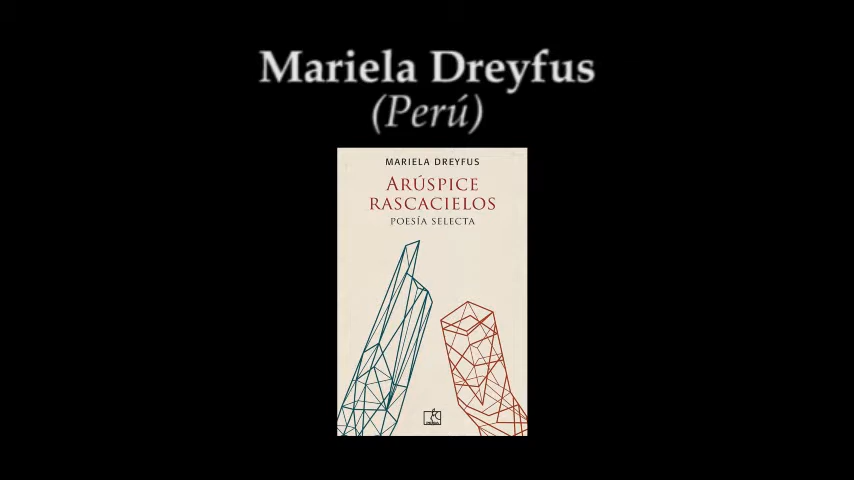 Mariela Dreyfus
(Perú)
MARIELA DREYFUS
ARÚSPICE
RASCACIELOS
POESÍA SELECTA